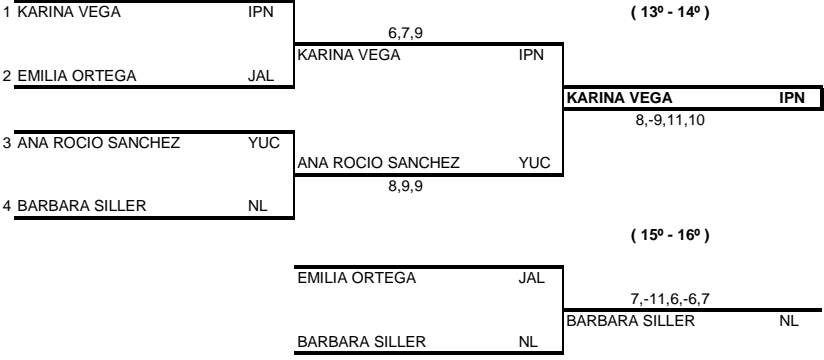 1 KARINA VEGA IPN ( 13º - 14º )
6,7,9
KARINA VEGA IPN
2 EMILIA ORTEGA JAL
KARINA VEGA IPN
8,-9,11,10
3 ANA ROCIO SANCHEZ YUC
ANA ROCIO SANCHEZ YUC
8,9,9
4 BARBARA SILLER NL
( 15º - 16º )
EMILIA ORTEGA JAL
7,-11,6,-6,7
BARBARA SILLER NL
BARBARA SILLER NL